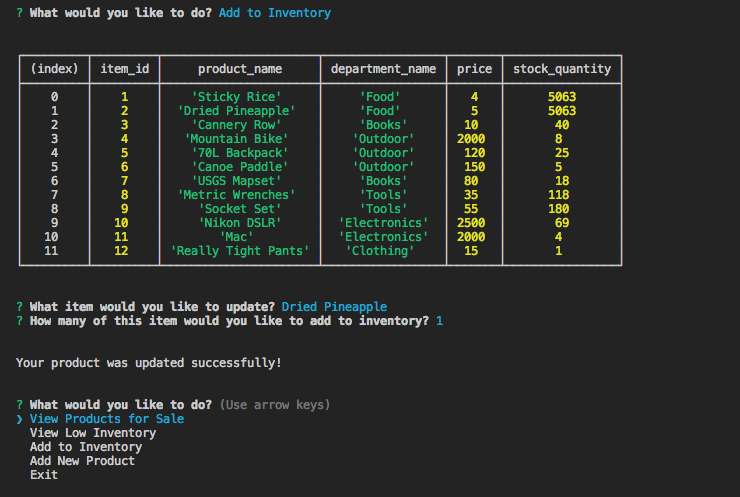 ? What would you like to do? Add to Inventory
(index) item_id product_name department_name price stock_quantity
0 1 'Sticky Rice' 'Food' 4 5063
1 2 'Dried Pineapple' 'Food' 5 5063
2 3 'Cannery Row' 'Books' 10 40
3 4 'Mountain Bike' 'Outdoor' 2000 8
4 5 '70L Backpack' 'Outdoor' 120 25
5 6 'Canoe Paddle' 'Outdoor' 150 5
6 7 'USGS Mapset' 'Books' 80 18
7 8 'Metric Wrenches' 'Tools' 35 118
8 9 'Socket Set' 'Tools' 55 180
9 10 'Nikon DSLR' 'Electronics' 2500 69
10 11 'Mac' 'Electronics' 2000 4
11 12 'Really Tight Pants' 'Clothing' 15 1
? What item would you like to update? Dried Pineapple
? How many of this item would you like to add to inventory? 1
Your product was updated successfully!
? What would you like to do? (Use arrow keys)
❯ View Products for Sale
View Low Inventory
Add to Inventory
Add New Product
Exit